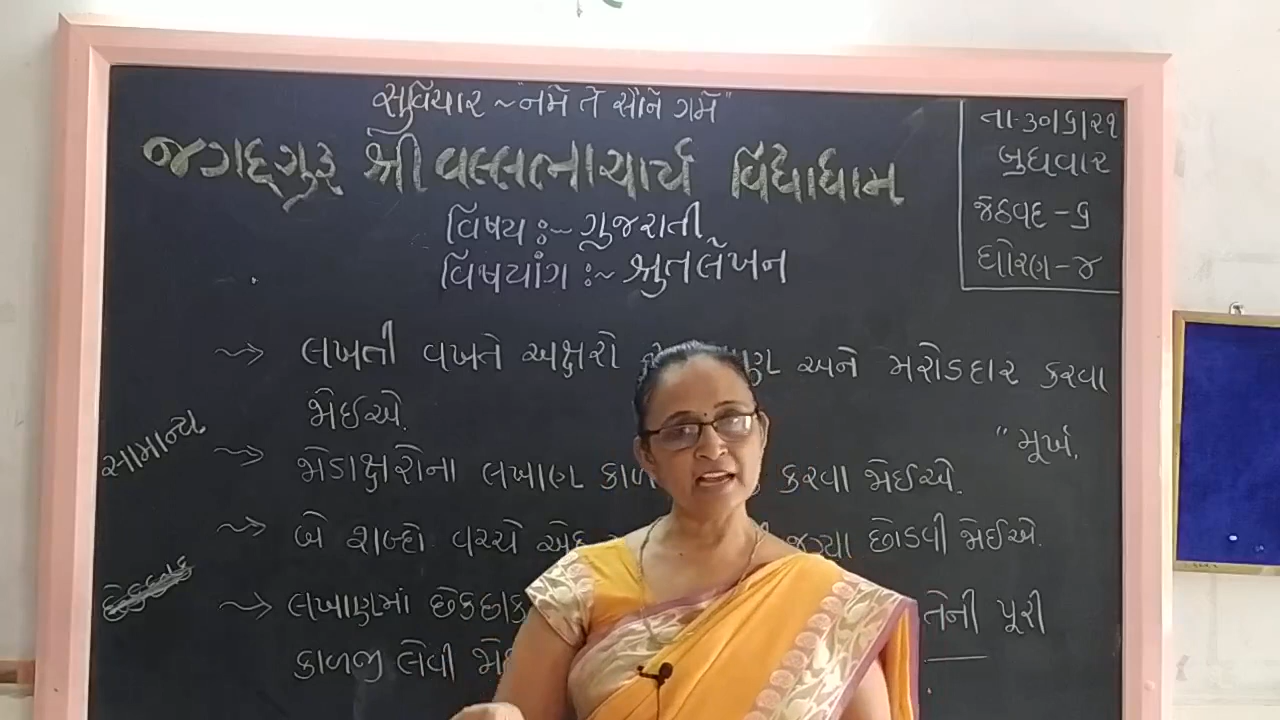 સુવિચાર ~ "નમે તે સૌને ગમે"
જગદ્ગુરુ શ્રી વલ્લભાચાર્ય વિદ્યાધામ
વિષય :~ ગુજરાતી
વિષયાંગ :~ શ્રુતલેખન
તા-૩૦।૬।૨૧
બુધવાર
જેઠવદ - ૬
ધોરણ - ૪
લખતી વખતે અક્ષરો અને મરોડદાર કરવા
જોઈએ.
સામાન્ય
" મૂર્ખ.
જોડાક્ષરોના લખાણ કરવા જોઈએ.
બે શબ્દો વચ્ચે જગ્યા છોડવી જોઈએ.
લખાણમાં છેકછાક તેની પૂરી
કાળજી લેવી